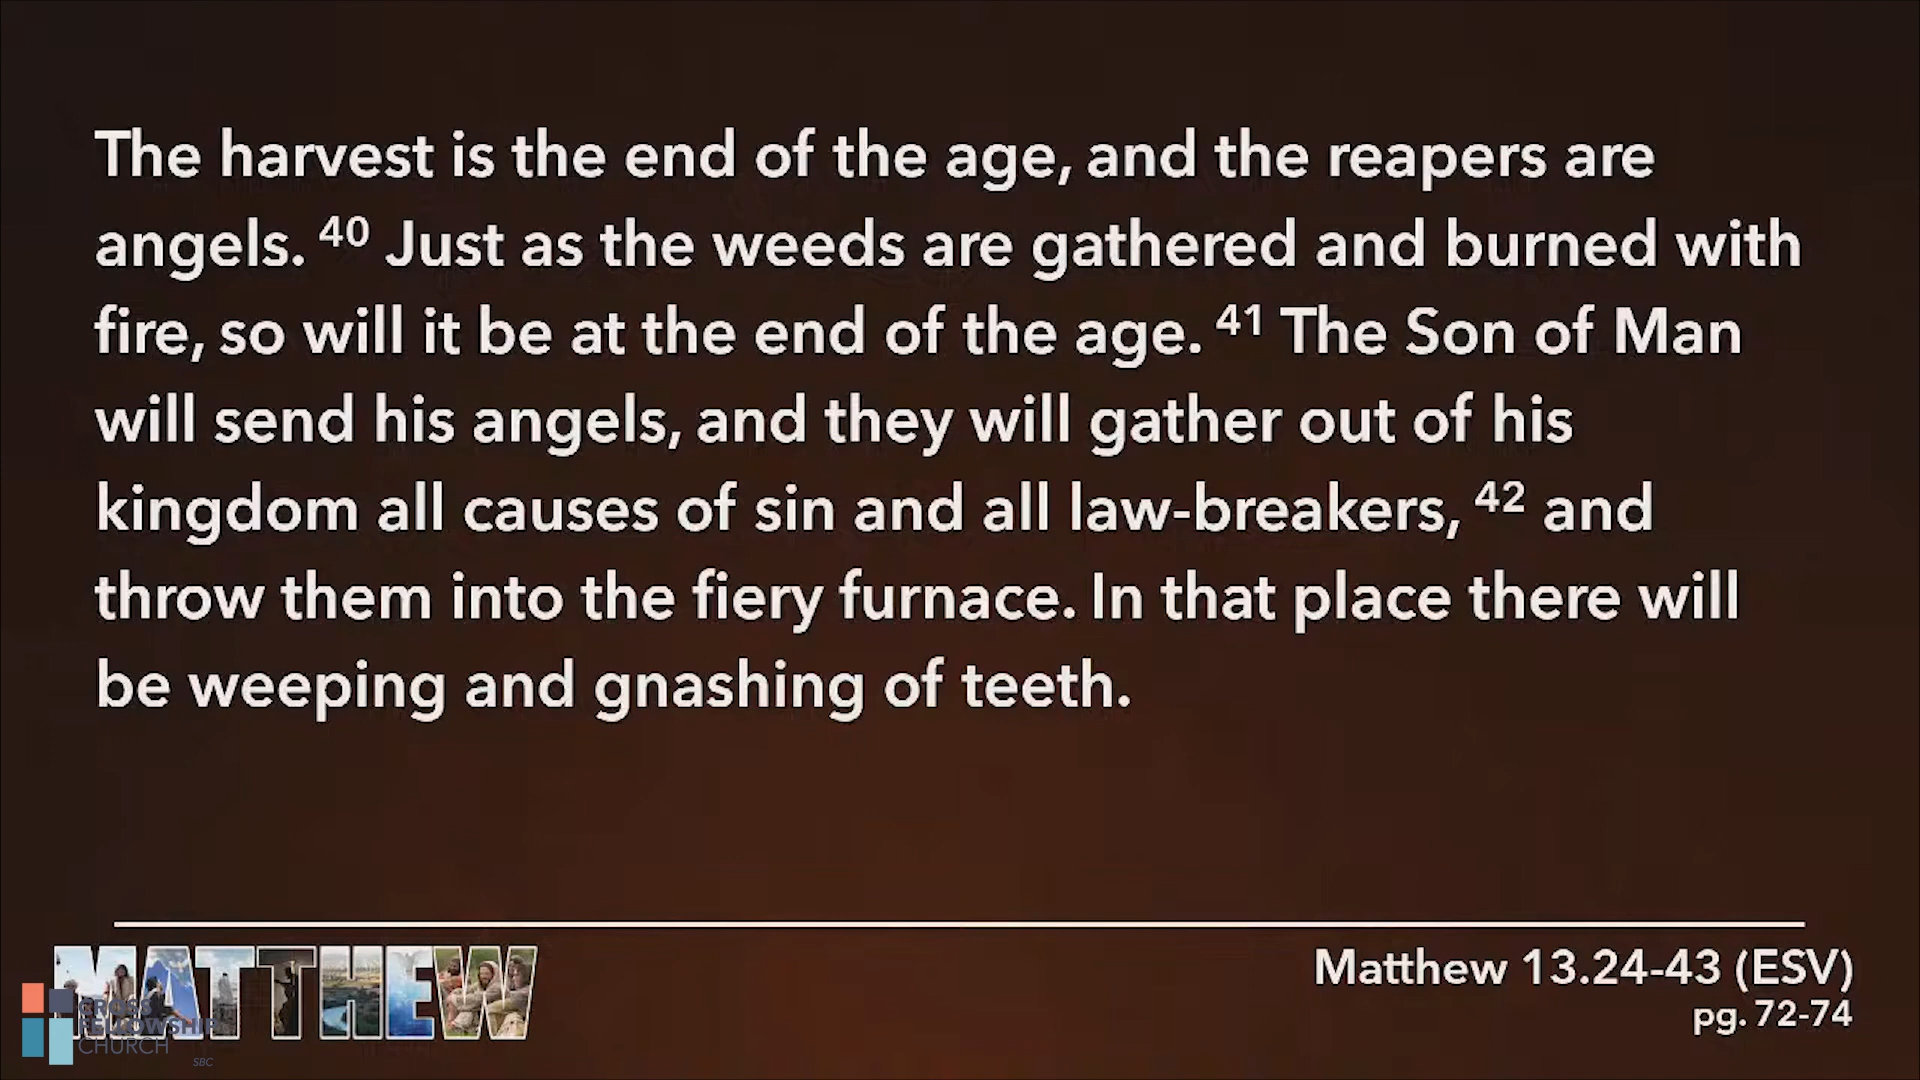 The harvest is the end of the age, and the reapers are
angels. 40 Just as the weeds are gathered and burned with
fire, so will it be at the end of the age. 41 The Son of Man
will send his angels, and they will gather out of his
kingdom all causes of sin and all law-breakers, 42 and
throw them into the fiery furnace. In that place there will
be weeping and gnashing of teeth.
MATTHEW
CROSS
FELLOWSHIP
CHURCH
SBC
Matthew 13.24-43 (ESV)
pg. 72-74